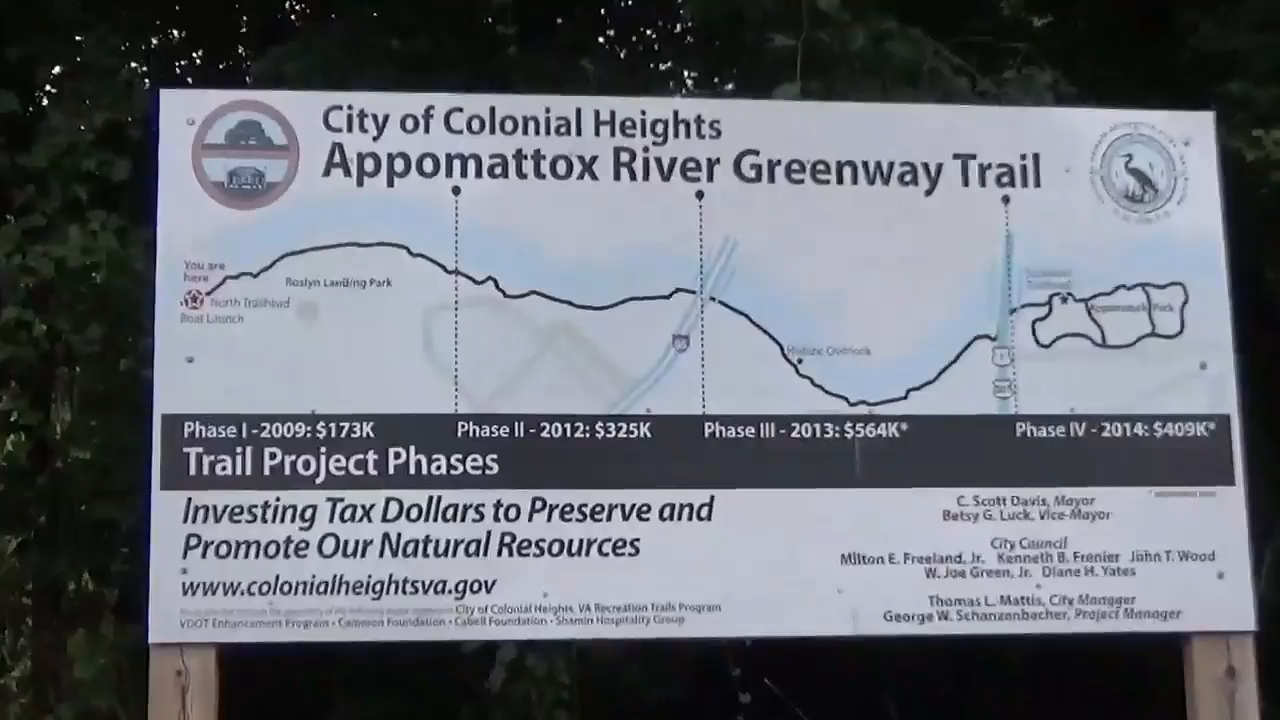 City of Colonial Heights
Appomattox River Greenway Trail
You are
here
Roslyn Landing Park
North Trailhead
Boat Launch
95
Historic Overlook
1
Appomattox Park
Phase I - 2009: $173K
Phase II - 2012: $325K
Phase III - 2013: $564K*
Phase IV - 2014: $409K*
Trail Project Phases
Investing Tax Dollars to Preserve and
Promote Our Natural Resources
www.colonialheightsva.gov
City of Colonial Heights, VA Recreation Trails Program
VDOT Enhancement Program • Cameron Foundation • Cabell Foundation • Shamin Hospitality Group
C. Scott Davis, Mayor
Betsy G. Luck, Vice-Mayor
City Council
Milton E. Freeland, Jr. Kenneth B. Frenier John T. Wood
W. Joe Green, Jr. Diane H. Yates
Thomas L. Mattis, City Manager
George W. Schanzenbacher, Project Manager